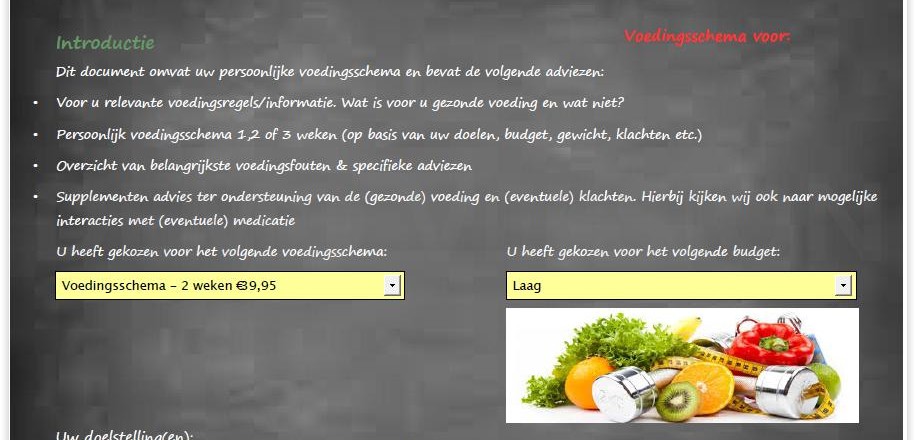 Introductie
Voedingsschema voor:
Dit document omvat uw persoonlijke voedingsschema en bevat de volgende adviezen:
• Voor u relevante voedingsregels/informatie. Wat is voor u gezonde voeding en wat niet?
• Persoonlijk voedingsschema 1,2 of 3 weken (op basis van uw doelen, budget, gewicht, klachten etc.)
• Overzicht van belangrijkste voedingsfouten & specifieke adviezen
• Supplementen advies ter ondersteuning van de (gezonde) voeding en (eventuele) klachten. Hierbij kijken wij ook naar mogelijke
interacties met (eventuele) medicatie
U heeft gekozen voor het volgende voedingsschema:
U heeft gekozen voor het volgende budget:
Voedingsschema - 2 weken €39,95
Laag
Uw doelstelling(en):